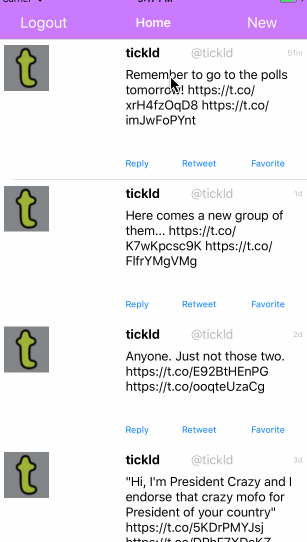 Logout Home New
tickld @tickld 51m
Remember to go to the polls
tomorrow! https://t.co/
xrH4fzOqD8 https://t.co/
imJwFoPYnt
Reply Retweet Favorite
tickld @tickld 1d
Here comes a new group of
them... https://t.co/
K7wKpcsc9K https://t.co/
FlfrYMgVMg
Reply Retweet Favorite
tickld @tickld 2d
Anyone. Just not those two.
https://t.co/E92BtHEnPG
https://t.co/ooqteUzaCg
Reply Retweet Favorite
tickld @tickld 3d
"Hi, I'm President Crazy and I
endorse that crazy mofo for
President of your country"
https://t.co/5KDrPMYJsj